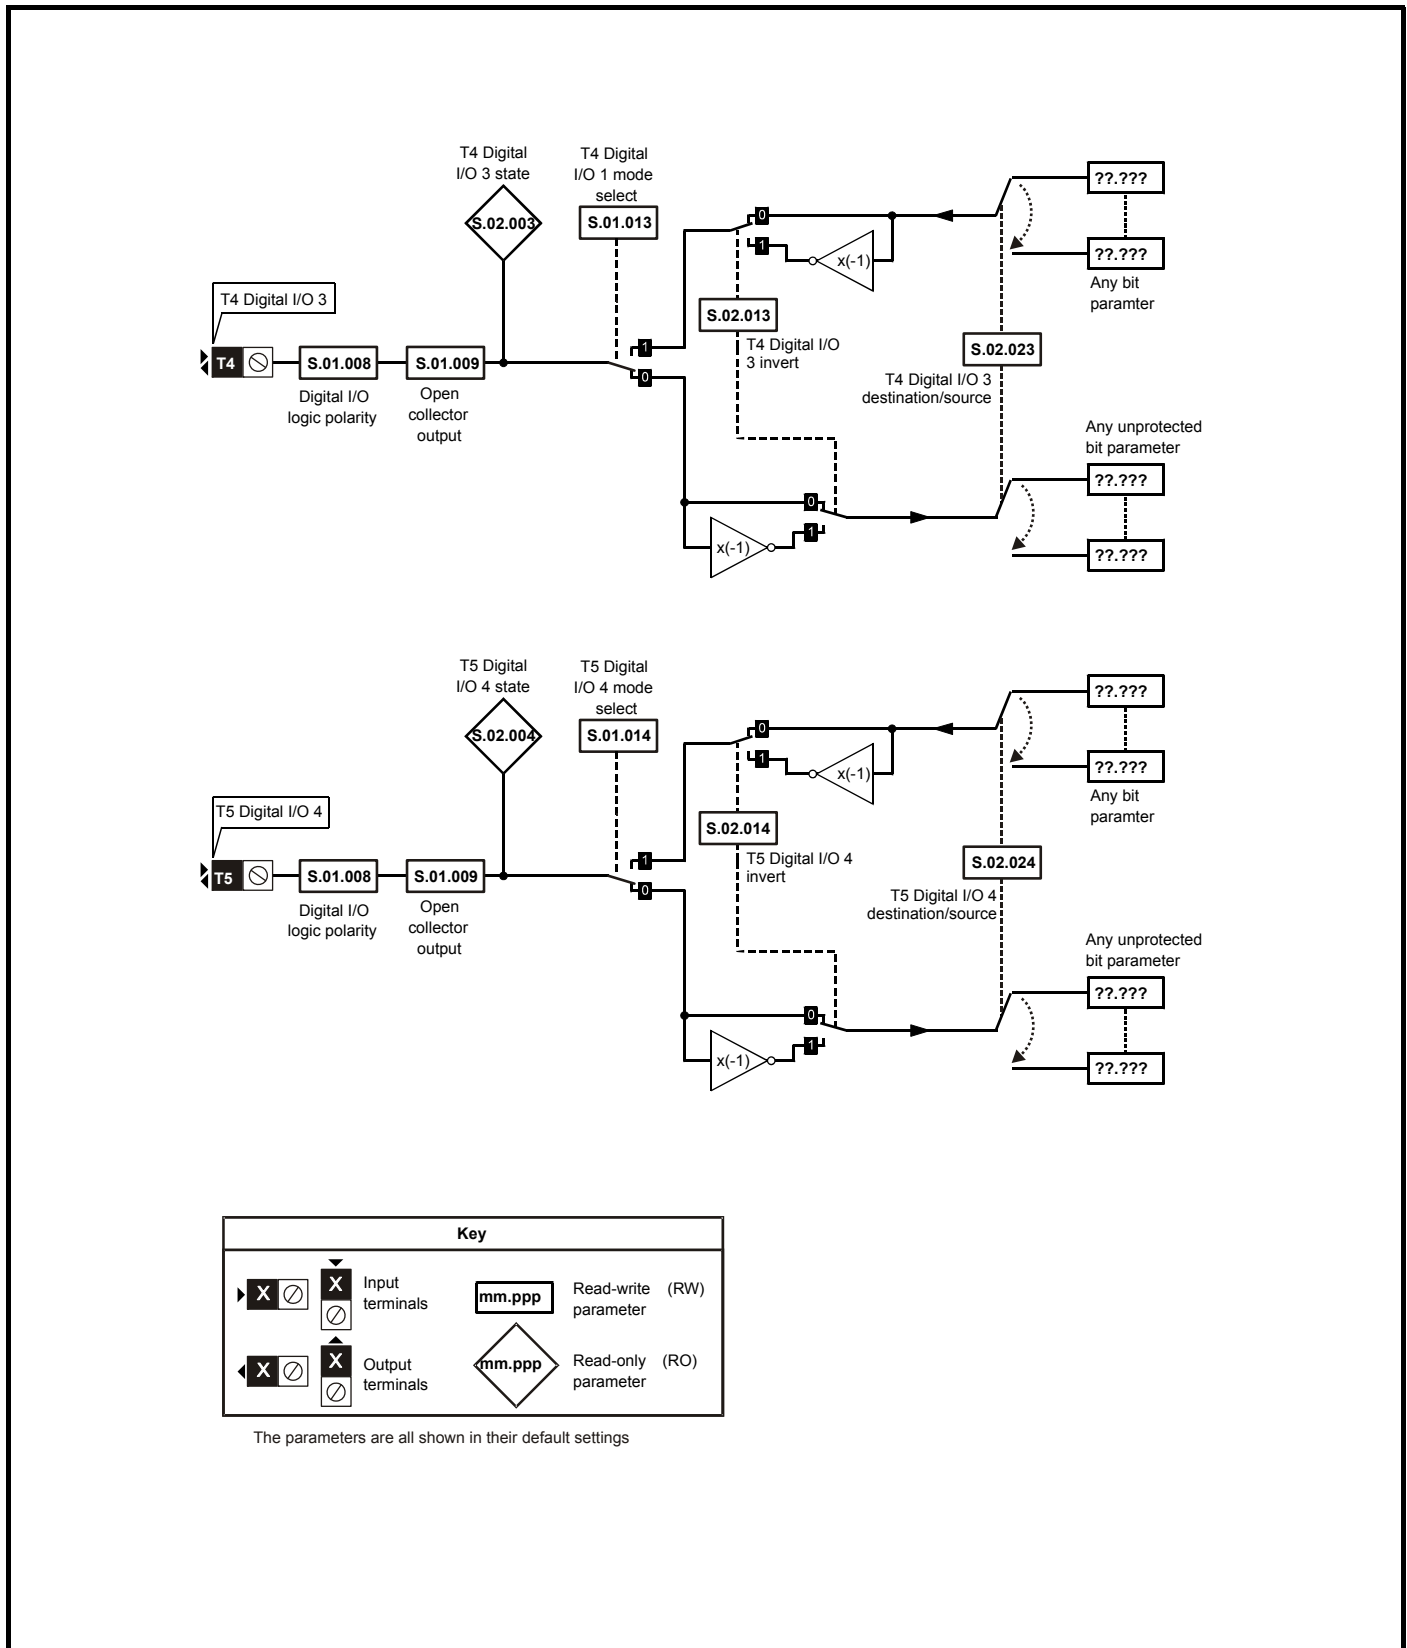 T4 Digital
I/O 3 state
T4 Digital
I/O 1 mode
select
S.02.003
S.01.013
0
1
x(-1)
??.???
??.???
Any bit
paramter
T4 Digital I/O 3
S.02.013
T4 Digital I/O
3 invert
S.02.023
T4 Digital I/O 3
destination/source
T4
S.01.008
S.01.009
1
0
Digital I/O
logic polarity
Open
collector
output
Any unprotected
bit parameter
??.???
??.???
0
1
x(-1)
T5 Digital
I/O 4 state
T5 Digital
I/O 4 mode
select
S.02.004
S.01.014
0
1
x(-1)
??.???
??.???
Any bit
paramter
T5 Digital I/O 4
S.02.014
T5 Digital I/O 4
invert
S.02.024
T5 Digital I/O 4
destination/source
T5
S.01.008
S.01.009
1
0
Digital I/O
logic polarity
Open
collector
output
Any unprotected
bit parameter
??.???
??.???
0
1
x(-1)
Key
X
X
Input
terminals
mm.ppp
Read-write (RW)
parameter
X
X
Output
terminals
mm.ppp
Read-only (RO)
parameter
The parameters are all shown in their default settings